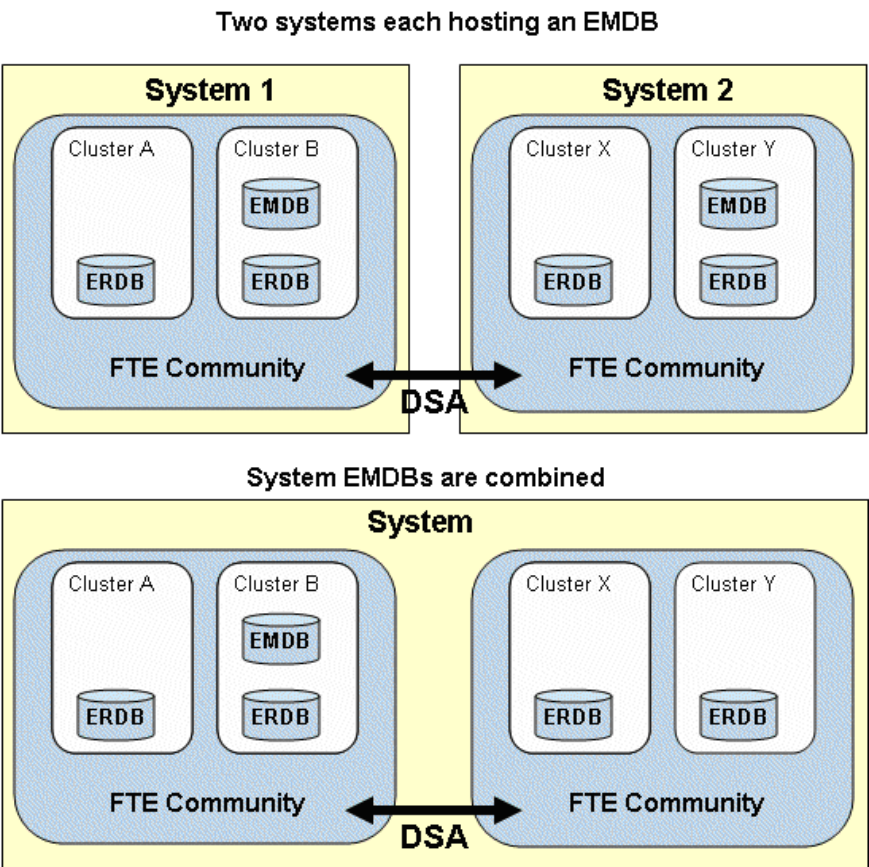 Two systems each hosting an EMDB
System 1
System 2
Cluster A
Cluster B
Cluster X
Cluster Y
EMDB
EMDB
ERDB
ERDB
ERDB
ERDB
FTE Community
FTE Community
DSA
System EMDBs are combined
System
Cluster A
Cluster B
Cluster X
Cluster Y
EMDB
ERDB
ERDB
ERDB
ERDB
FTE Community
FTE Community
DSA